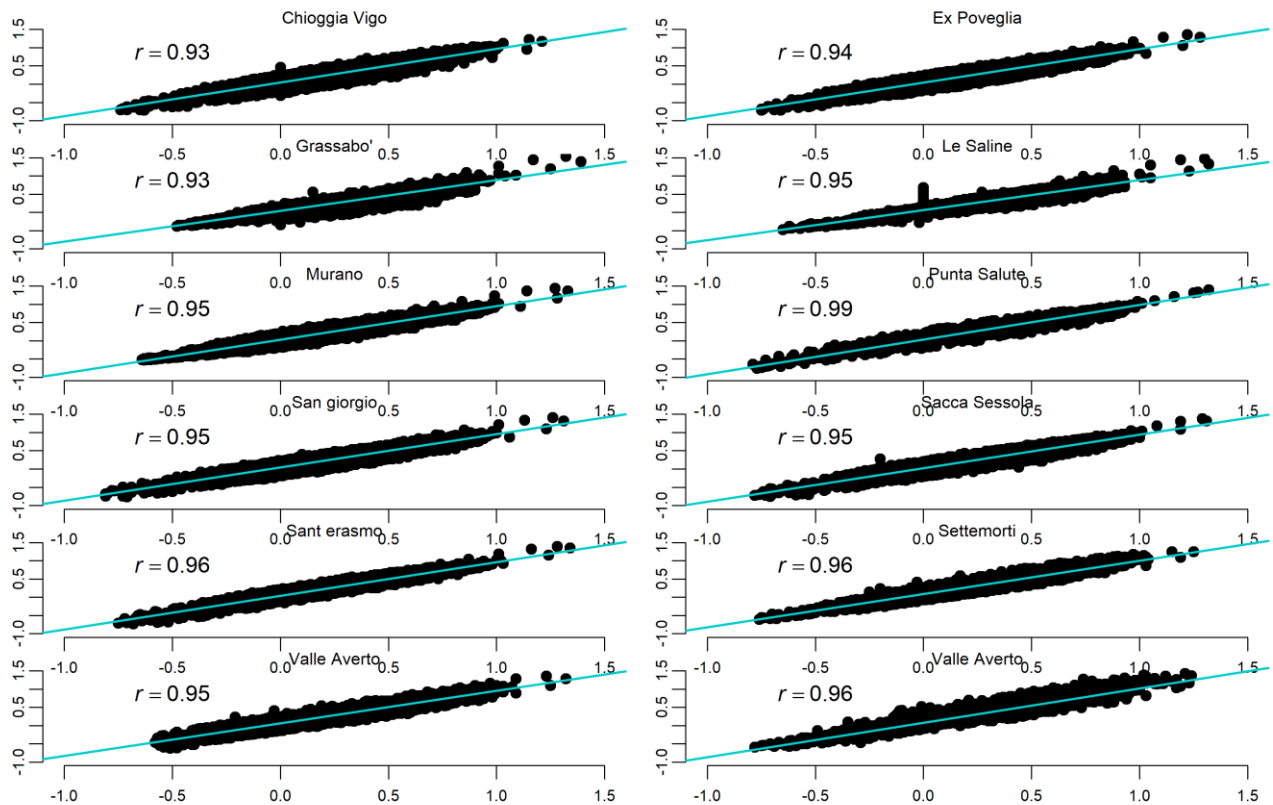 Chioggia Vigo
1.5
0.5
-1.0
r = 0.93
-1.0 -0.5 0.0 0.5 1.0 1.5
Ex Poveglia
1.5
0.5
-1.0
r = 0.94
-1.0 -0.5 0.0 0.5 1.0 1.5
Grassabo'
1.5
0.5
-1.0
r = 0.93
-1.0 -0.5 0.0 0.5 1.0 1.5
Le Saline
1.5
0.5
-1.0
r = 0.95
-1.0 -0.5 0.0 0.5 1.0 1.5
Murano
1.5
0.5
-1.0
r = 0.95
-1.0 -0.5 0.0 0.5 1.0 1.5
Punta Salute
1.5
0.5
-1.0
r = 0.99
-1.0 -0.5 0.0 0.5 1.0 1.5
San giorgio
1.5
0.5
-1.0
r = 0.95
-1.0 -0.5 0.0 0.5 1.0 1.5
Sacca Sessola
1.5
0.5
-1.0
r = 0.95
-1.0 -0.5 0.0 0.5 1.0 1.5
Sant erasmo
1.5
0.5
-1.0
r = 0.96
-1.0 -0.5 0.0 0.5 1.0 1.5
Settemorti
1.5
0.5
-1.0
r = 0.96
-1.0 -0.5 0.0 0.5 1.0 1.5
Valle Averto
1.5
0.5
-1.0
r = 0.95
-1.0 -0.5 0.0 0.5 1.0 1.5
Valle Averto
1.5
0.5
-1.0
r = 0.96
-1.0 -0.5 0.0 0.5 1.0 1.5